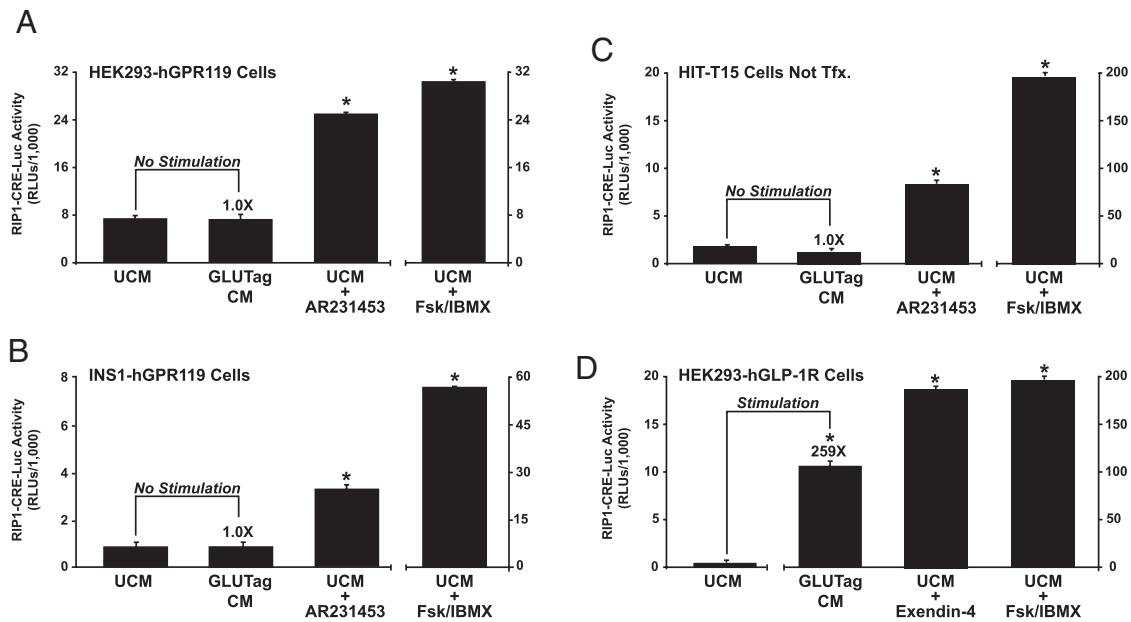 A
HEK293-hGPR119 Cells
RIP1-CRE-Luc Activity
(RLUs/1,000)
32
24
16
8
0
32
24
16
8
0
No Stimulation
1.0X
*
*
UCM
GLUTag
CM
UCM
+
AR231453
UCM
+
Fsk/IBMX
B
INS1-hGPR119 Cells
RIP1-CRE-Luc Activity
(RLUs/1,000)
8
6
4
2
0
60
45
30
15
0
No Stimulation
1.0X
*
*
UCM
GLUTag
CM
UCM
+
AR231453
UCM
+
Fsk/IBMX
C
HIT-T15 Cells Not Tfx.
RIP1-CRE-Luc Activity
(RLUs/1,000)
20
15
10
5
0
200
150
100
50
0
No Stimulation
1.0X
*
*
UCM
GLUTag
CM
UCM
+
AR231453
UCM
+
Fsk/IBMX
D
HEK293-hGLP-1R Cells
RIP1-CRE-Luc Activity
(RLUs/1,000)
20
15
10
5
0
200
150
100
50
0
Stimulation
*
259X
*
*
UCM
GLUTag
CM
UCM
+
Exendin-4
UCM
+
Fsk/IBMX